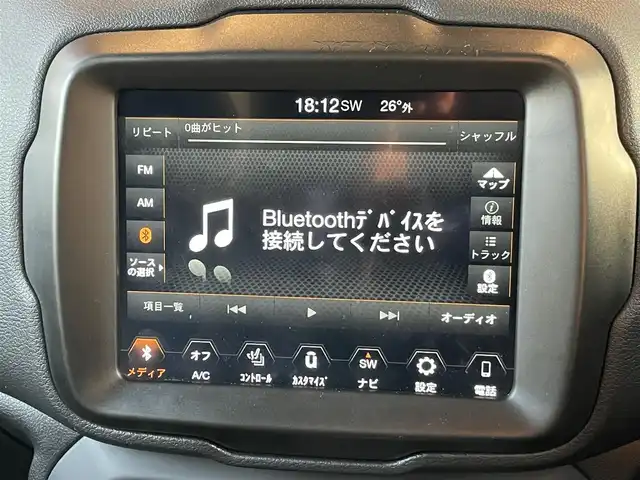 18:12SW 26°外
リピート 0曲がヒット シャッフル
FM
AM
ソース
の選択
Bluetoothﾃﾞﾊﾞｲｽを
接続してください
マップ
情報
トラック
設定
項目一覧 オーディオ
メディア
オフ
A/C
ｺﾝﾄﾛｰﾙ
ｶｽﾀﾏｲｽﾞ
SW
ナビ
設定
電話